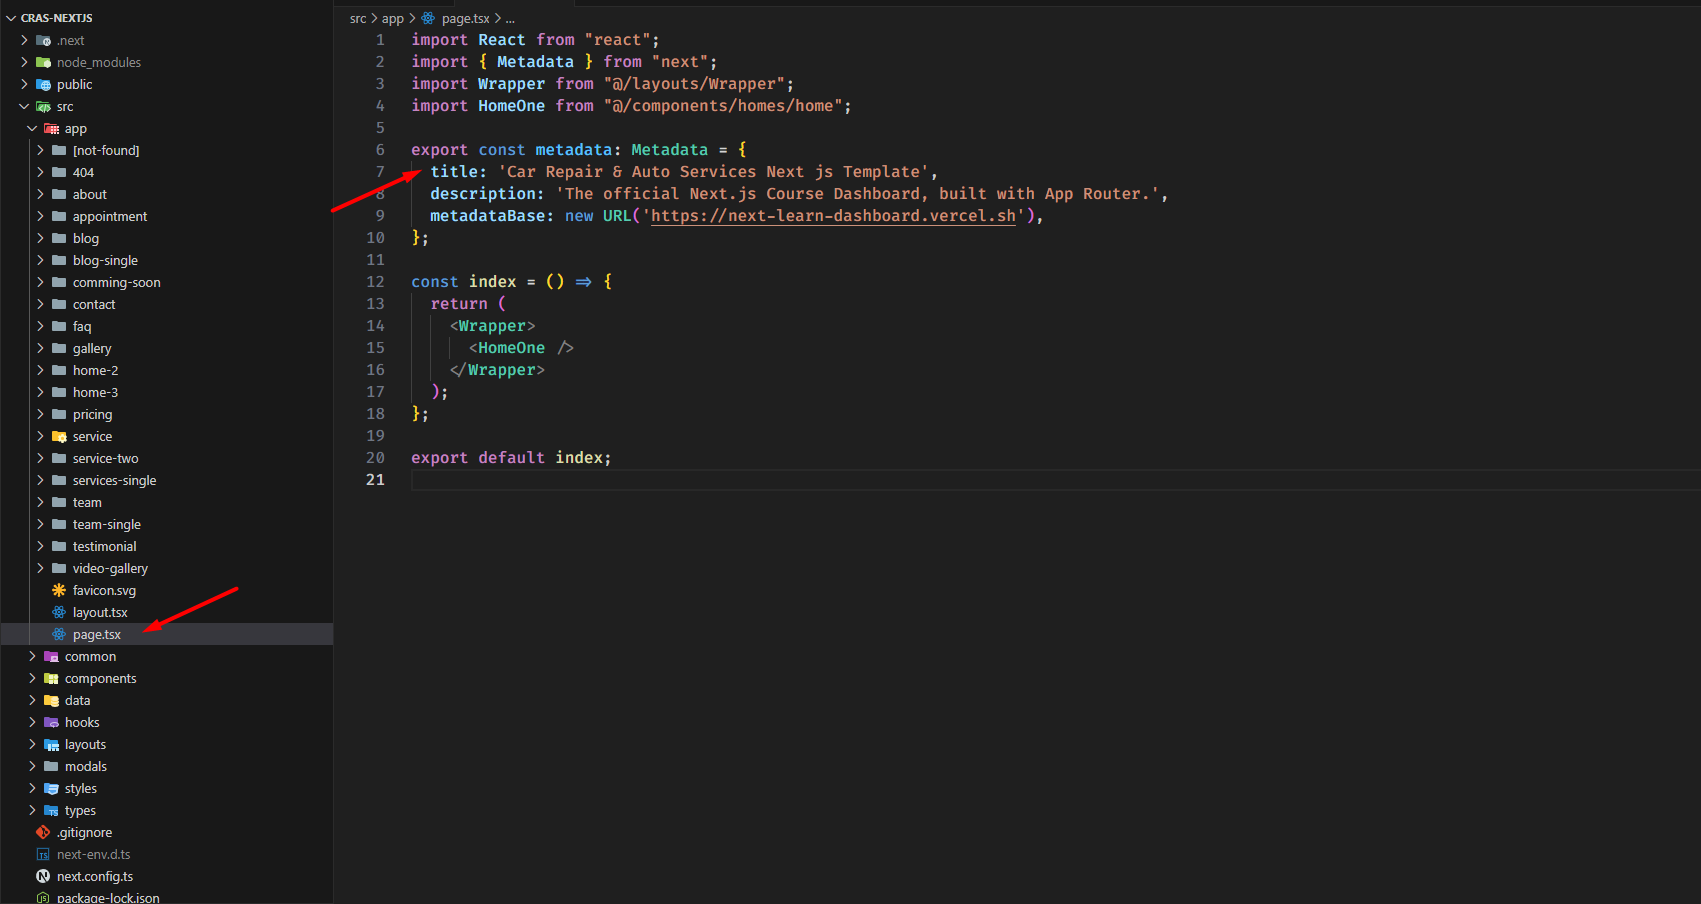 CRAS-NEXTJS
.next
node_modules
public
src
app
[not-found]
404
about
appointment
blog
blog-single
comming-soon
contact
faq
gallery
home-2
home-3
pricing
service
service-two
services-single
team
team-single
testimonial
video-gallery
favicon.svg
layout.tsx
page.tsx
common
components
data
hooks
layouts
modals
styles
types
.gitignore
next-env.d.ts
next.config.ts
package-lock.json
src > app > page.tsx > ...
1 import React from "react";
2 import { Metadata } from "next";
3 import Wrapper from "@/layouts/Wrapper";
4 import HomeOne from "@/components/homes/home";
5
6 export const metadata: Metadata = {
7 title: 'Car Repair & Auto Services Next js Template',
8 description: 'The official Next.js Course Dashboard, built with App Router.',
9 metadataBase: new URL('https://next-learn-dashboard.vercel.sh'),
10 };
11
12 const index = () => {
13 return (
14 <Wrapper>
15 <HomeOne />
16 </Wrapper>
17 );
18 };
19
20 export default index;
21